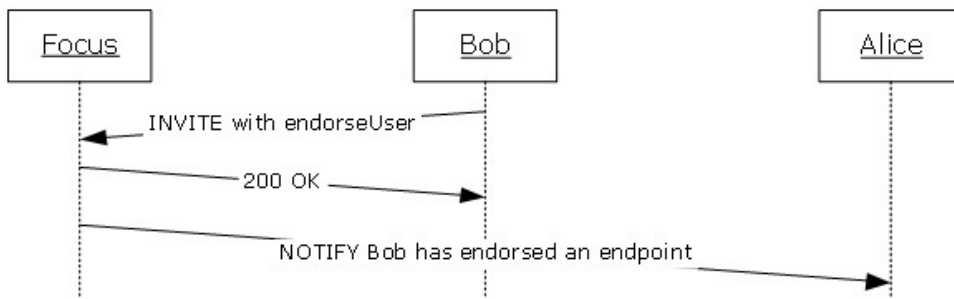 Focus
Bob
Alice
INVITE with endorseUser
200 OK
NOTIFY Bob has endorsed an endpoint